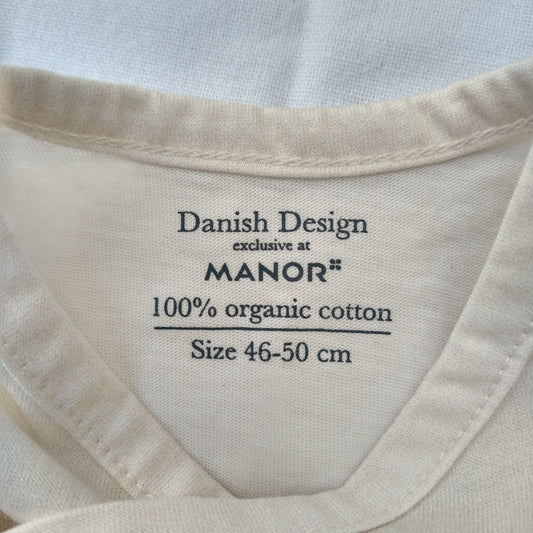 Danish Design
exclusive at
MANOR
100% organic cotton
Size 46-50 cm